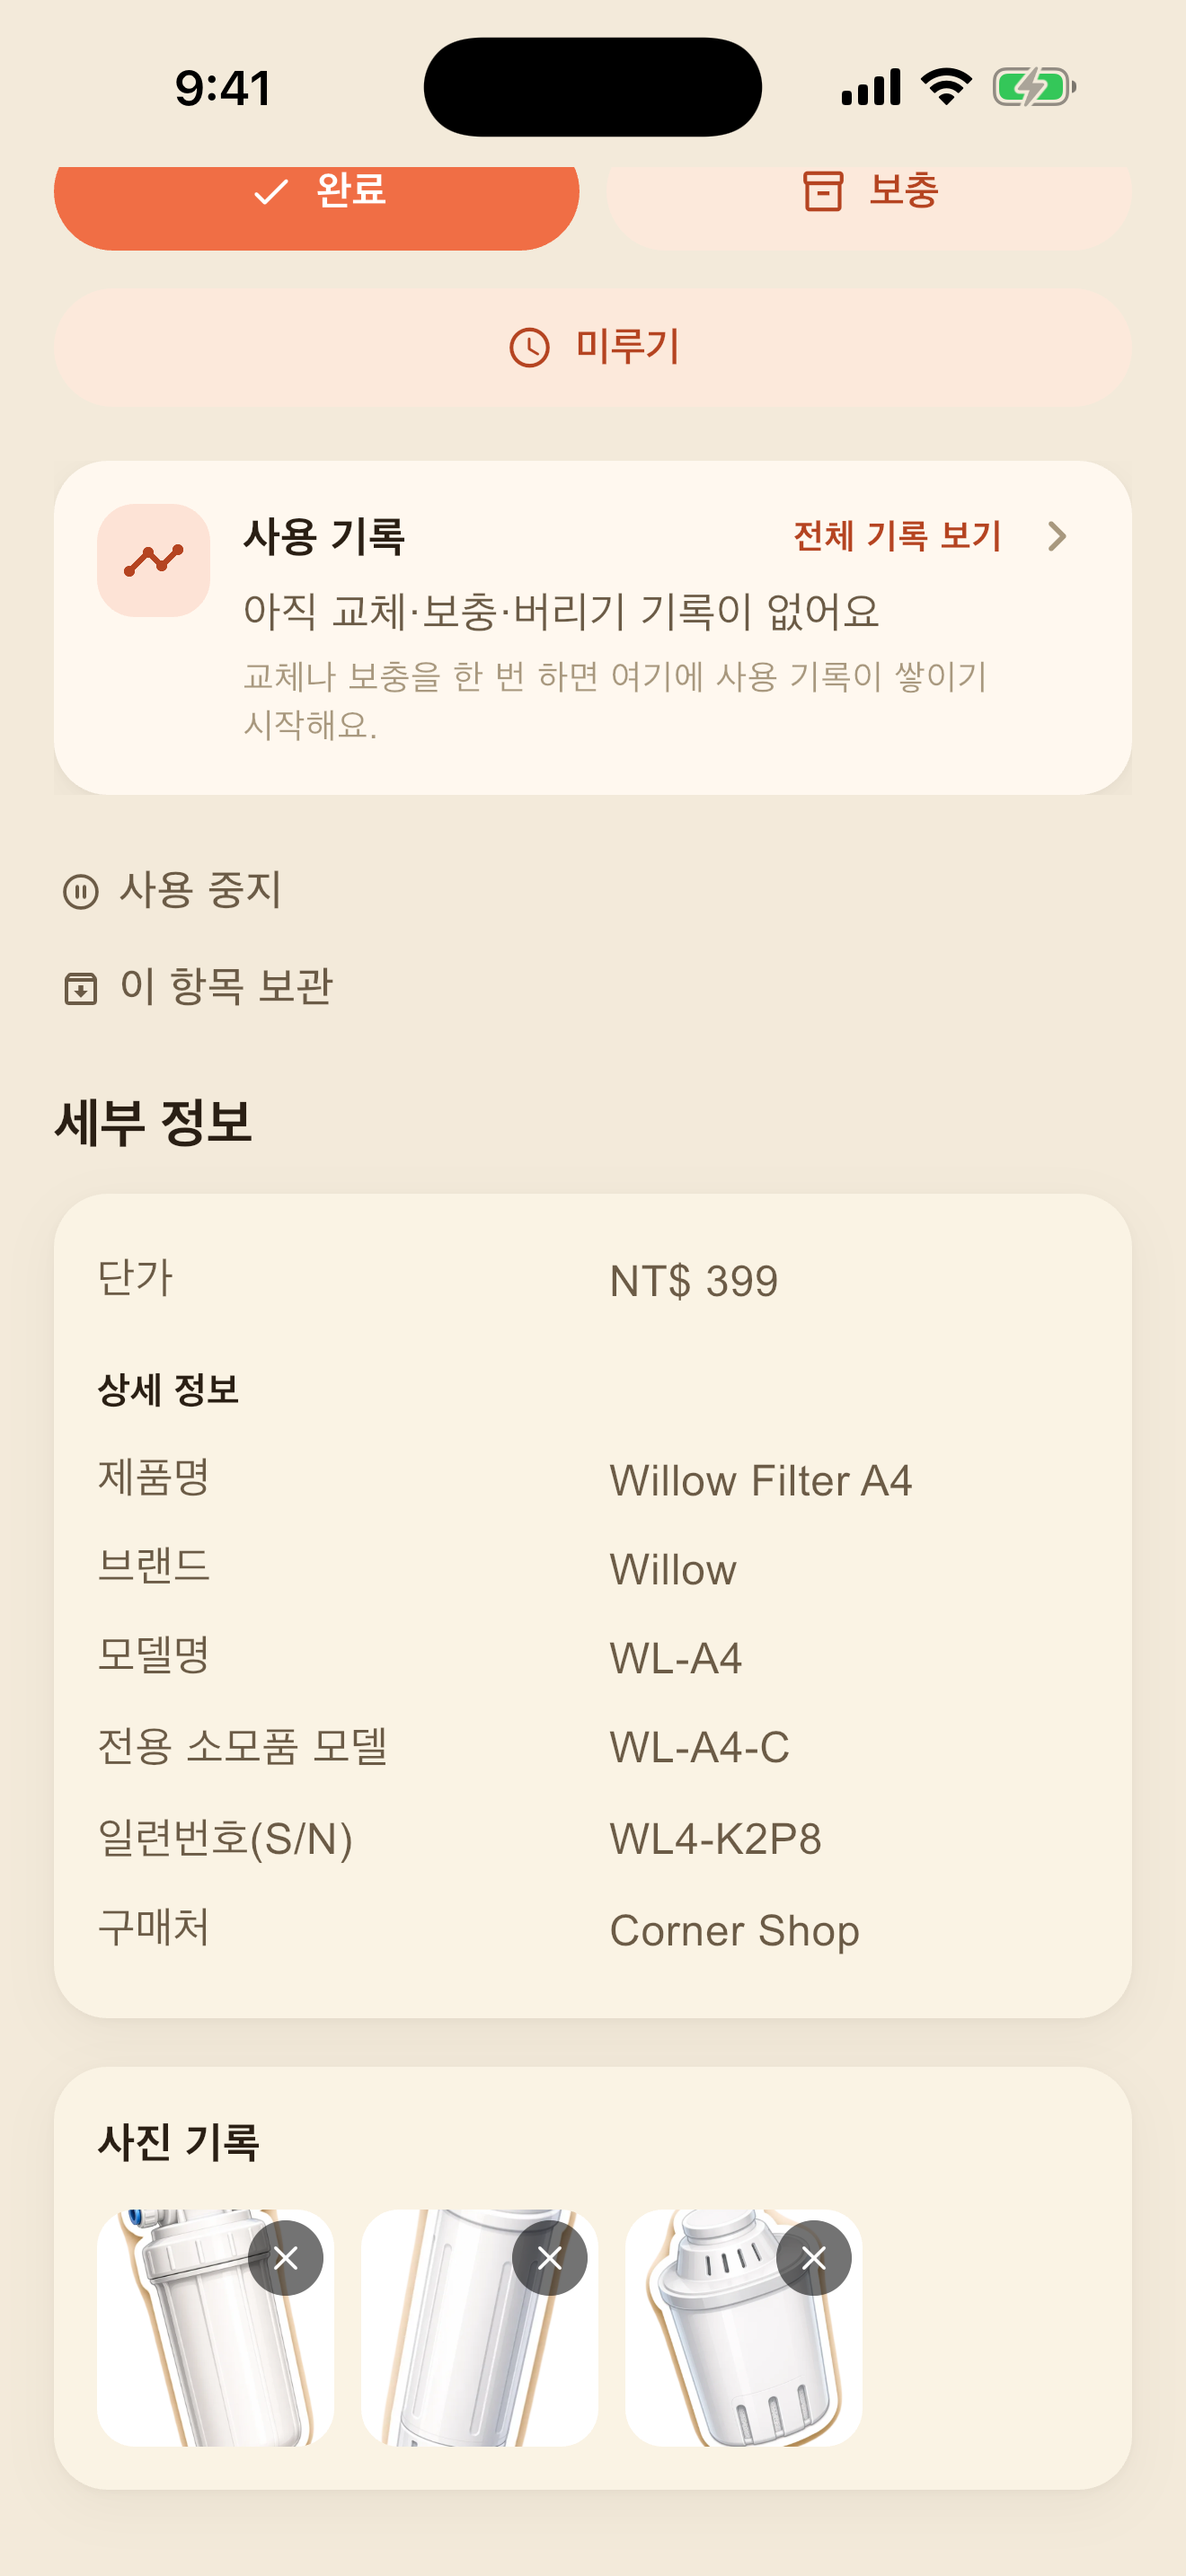 9:41
완료
보충
미루기
사용 기록
전체 기록 보기
아직 교체·보충·버리기 기록이 없어요
교체나 보충을 한 번 하면 여기에 사용 기록이 쌓이기
시작해요.
사용 중지
이 항목 보관
세부 정보
단가 NT$ 399
상세 정보
제품명 Willow Filter A4
브랜드 Willow
모델명 WL-A4
전용 소모품 모델 WL-A4-C
일련번호(S/N) WL4-K2P8
구매처 Corner Shop
사진 기록